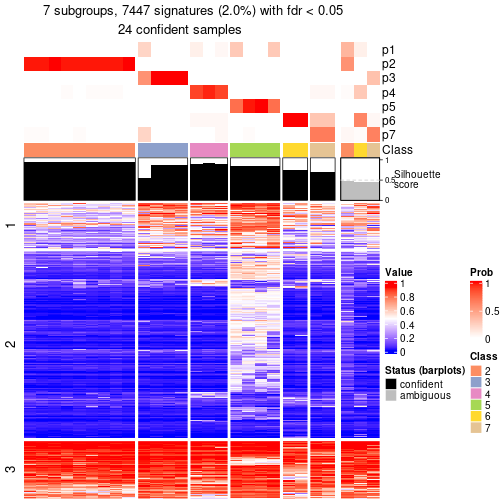 7 subgroups, 7447 signatures (2.0%) with fdr < 0.05
24 confident samples
p1
p2
p3
p4
p5
p6
p7
Class
1
0.5
0
Silhouette
score
1
2
3
Value
1
0.8
0.6
0.4
0.2
0
Status (barplots)
confident
ambiguous
Prob
1
0.5
0
Class
2
3
4
5
6
7